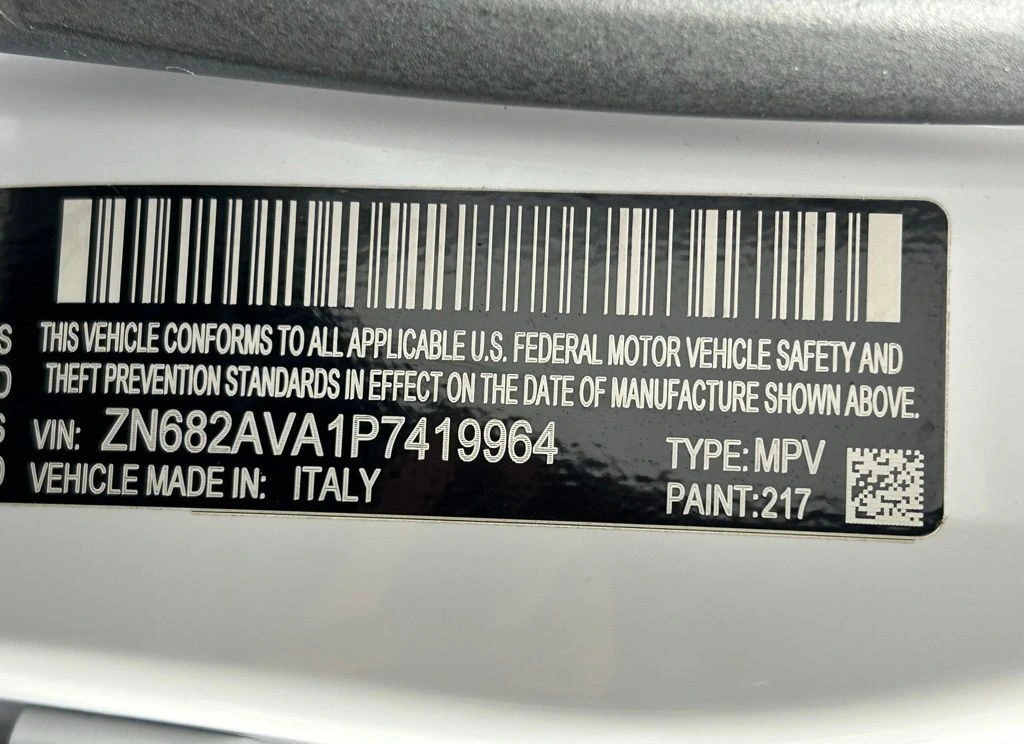 THIS VEHICLE CONFORMS TO ALL APPLICABLE U.S. FEDERAL MOTOR VEHICLE SAFETY AND
THEFT PREVENTION STANDARDS IN EFFECT ON THE DATE OF MANUFACTURE SHOWN ABOVE.
VIN: ZN682AVA1P7419964
TYPE: MPV
VEHICLE MADE IN: ITALY
PAINT:217